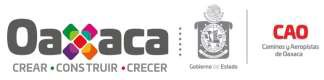 Oaxaca
CREAR • CONSTRUIR • CRECER
Gobierno del Estado
CAO
Caminos y Aeropistas
de Oaxaca